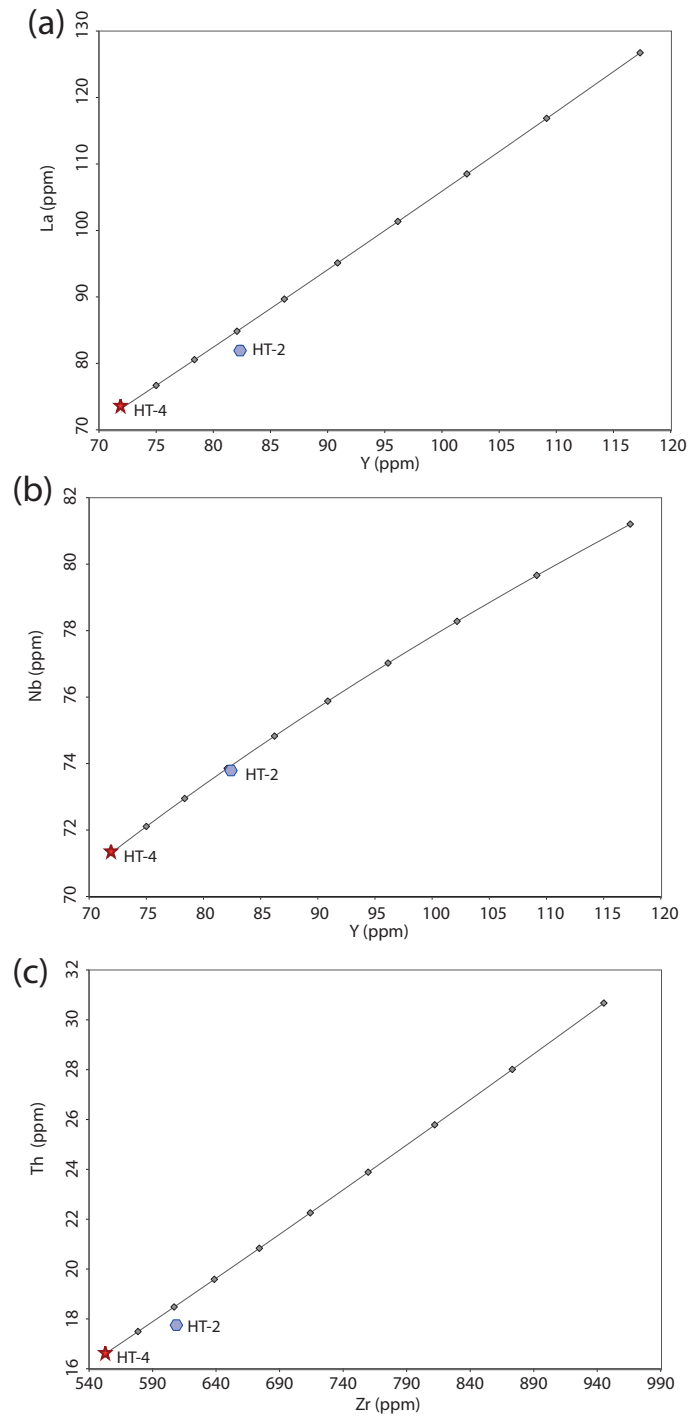 (a)
130
120
110
100
90
80
70
La (ppm)
HT-2
HT-4
70 75 80 85 90 95 100 105 110 115 120
Y (ppm)
(b)
82
80
78
76
74
72
70
Nb (ppm)
HT-2
HT-4
70 75 80 85 90 95 100 105 110 115 120
Y (ppm)
(c)
32
30
28
26
24
22
20
18
16
Th (ppm)
HT-2
HT-4
540 590 640 690 740 790 840 890 940 990
Zr (ppm)